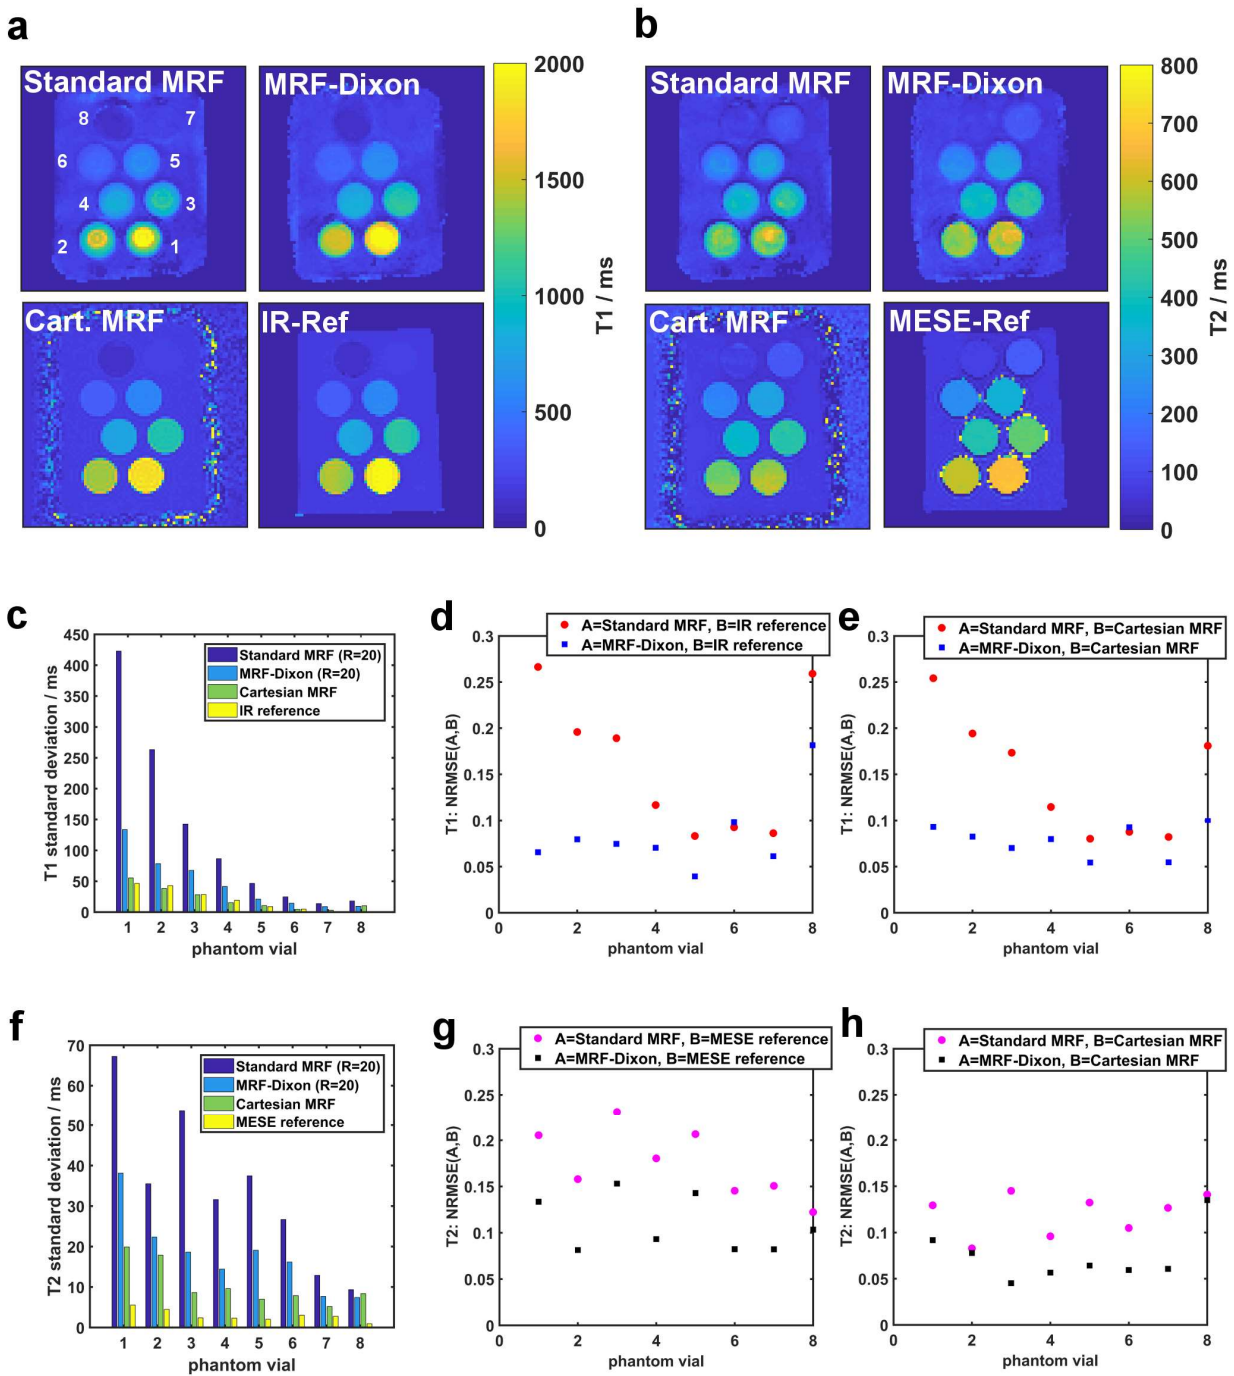 a
b
Standard MRF
MRF-Dixon
8
7
6
5
4
3
2
1
Cart. MRF
IR-Ref
2000
1500
1000
500
0
T1 / ms
Standard MRF
MRF-Dixon
Cart. MRF
MESE-Ref
800
700
600
500
400
300
200
100
0
T2 / ms
c
450
400
350
300
250
200
150
100
50
0
T1 standard deviation / ms
Standard MRF (R=20)
MRF-Dixon (R=20)
Cartesian MRF
IR reference
1 2 3 4 5 6 7 8
phantom vial
d
A=Standard MRF, B=IR reference
A=MRF-Dixon, B=IR reference
0.3
0.25
0.2
0.15
0.1
0.05
0
T1: NRMSE(A,B)
0 2 4 6 8
phantom vial
e
A=Standard MRF, B=Cartesian MRF
A=MRF-Dixon, B=Cartesian MRF
0.3
0.25
0.2
0.15
0.1
0.05
0
T1: NRMSE(A,B)
0 2 4 6 8
phantom vial
f
70
60
50
40
30
20
10
0
T2 standard deviation / ms
Standard MRF (R=20)
MRF-Dixon (R=20)
Cartesian MRF
MESE reference
1 2 3 4 5 6 7 8
phantom vial
g
A=Standard MRF, B=MESE reference
A=MRF-Dixon, B=MESE reference
0.3
0.25
0.2
0.15
0.1
0.05
0
T2: NRMSE(A,B)
0 2 4 6 8
phantom vial
h
A=Standard MRF, B=Cartesian MRF
A=MRF-Dixon, B=Cartesian MRF
0.3
0.25
0.2
0.15
0.1
0.05
0
T2: NRMSE(A,B)
0 2 4 6 8
phantom vial